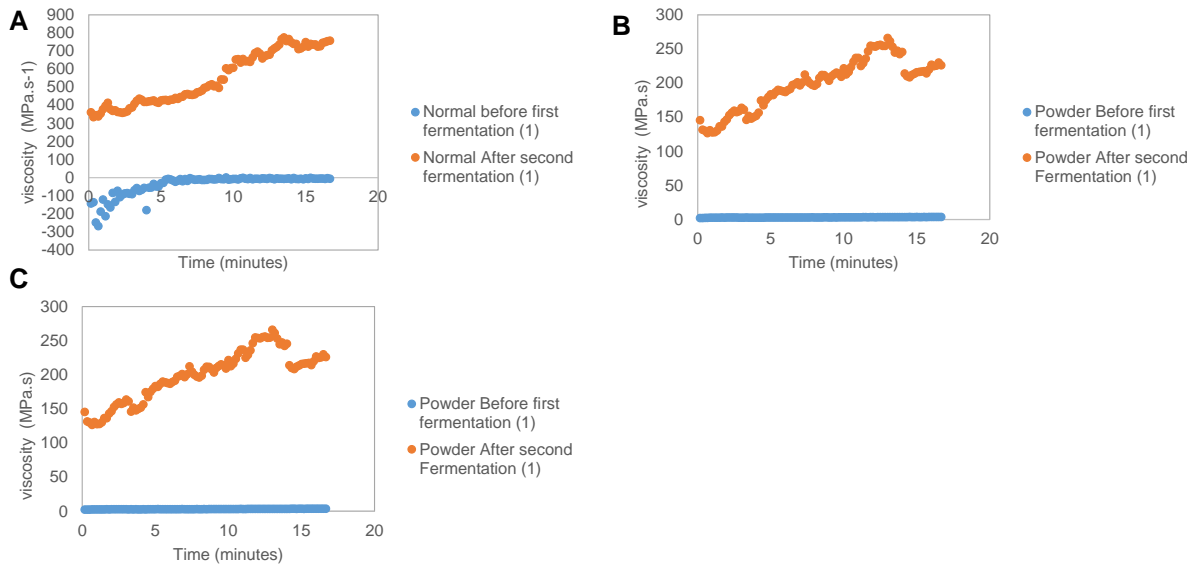 A
viscosity (MPa.s-1)
900
800
700
600
500
400
300
200
100
0
-100
-200
-300
-400
0
5
10
15
20
Time (minutes)
Normal before first
fermentation (1)
Normal After second
fermentation (1)
B
viscosity (MPa.s)
300
250
200
150
100
50
0
0
5
10
15
20
Time (minutes)
Powder Before first
fermentation (1)
Powder After second
Fermentation (1)
C
viscosity (MPa.s)
300
250
200
150
100
50
0
0
5
10
15
20
Time (minutes)
Powder Before first
fermentation (1)
Powder After second
Fermentation (1)